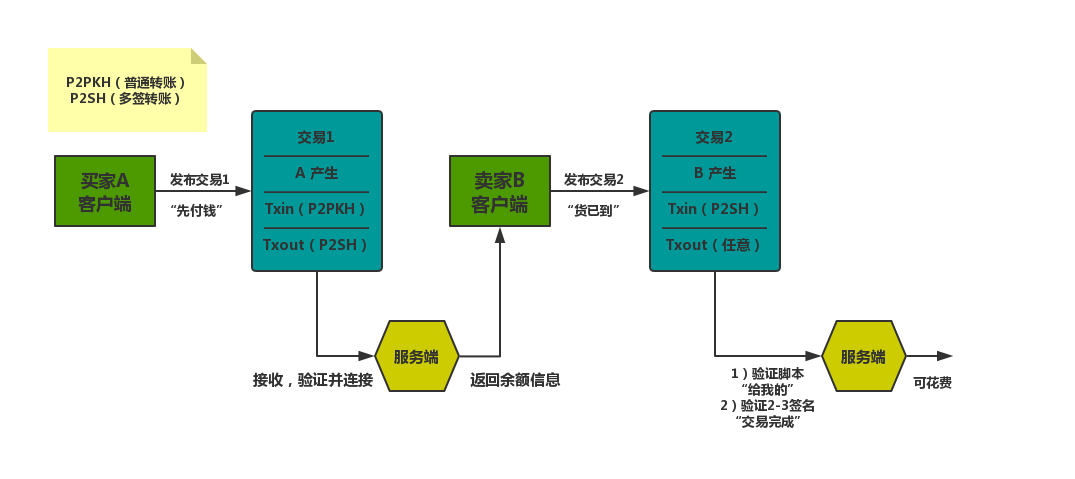 P2PKH（普通转账）
P2SH（多签转账）
买家A
客户端
发布交易1
“先付钱”
交易1
A 产生
Txin（P2PKH）
Txout（P2SH）
接收，验证并连接
服务端
返回余额信息
卖家B
客户端
发布交易2
“货已到”
交易2
B 产生
Txin（P2SH）
Txout（任意）
1）验证脚本
“给我的”
2）验证2-3签名
“交易完成”
服务端
可花费